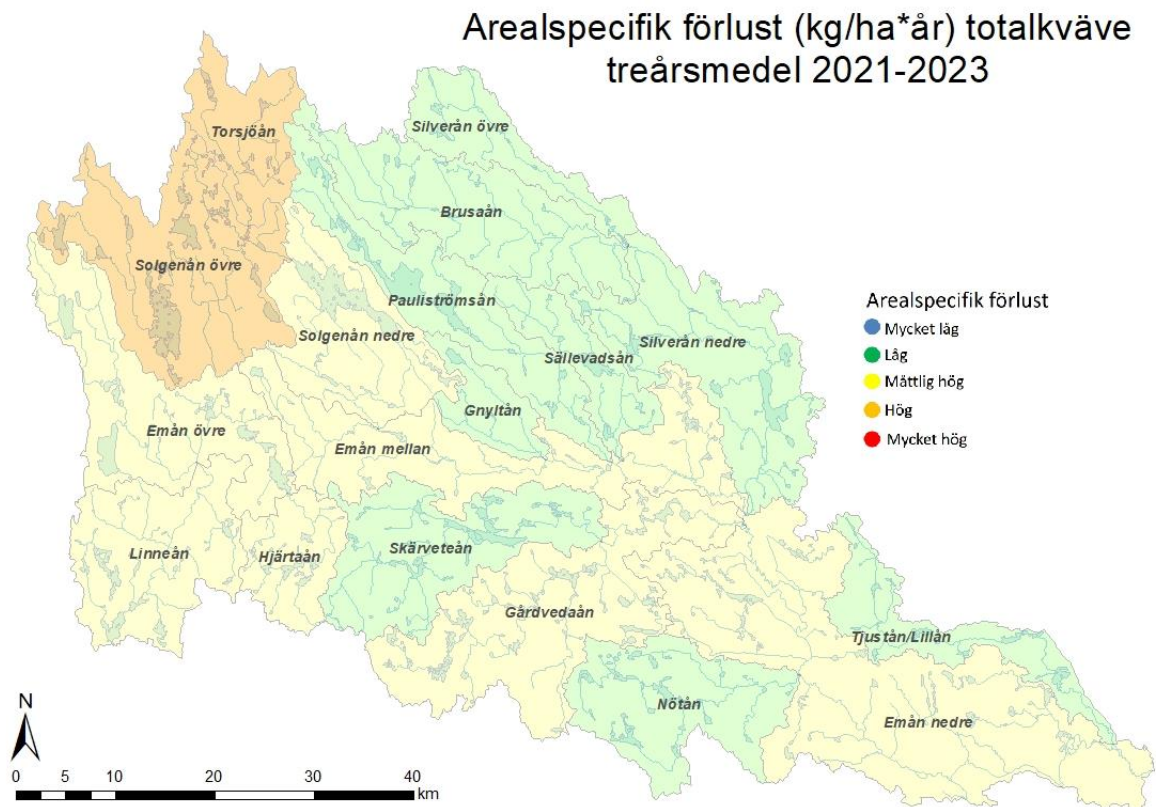 Arealspecifik förlust (kg/ha*år) totalkväve
treårsmedel 2021-2023
Silverån övre
Torsjöån
Brusaån
Solgenån övre
Pauliströmsån
Solgenån nedre
Silverån nedre
Sällevadsån
Gnyltån
Emån övre
Emån mellan
Linneån
Hjärtaån
Skärveteån
Gårdvedaån
Tjustån/Lillån
Nötån
Emån nedre
Arealspecifik förlust
Mycket låg
Låg
Måttlig hög
Hög
Mycket hög
N
0 5 10 20 30 40
km